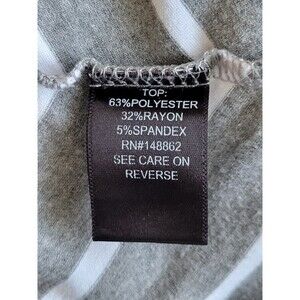 TOP:
63%POLYESTER
32%RAYON
5%SPANDEX
RN#148862
SEE CARE ON
REVERSE